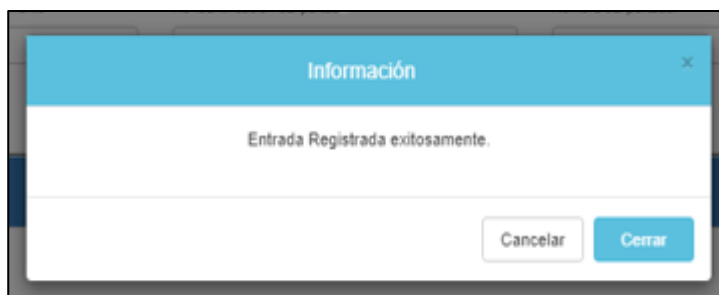 Información
×
Entrada Registrada exitosamente.
Cancelar
Cerrar